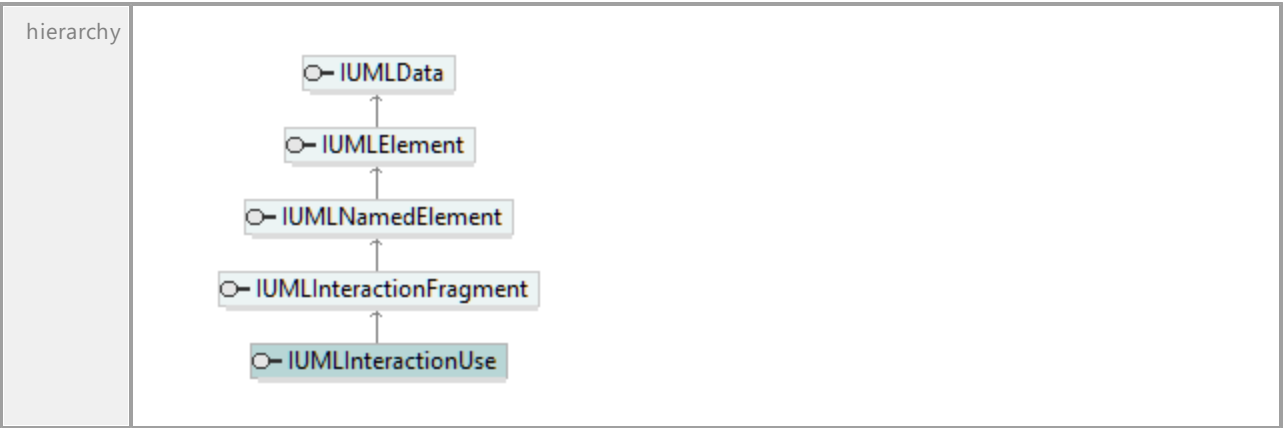 hierarchy
IUMLData
IUMLElement
IUMLNamedElement
IUMLInteractionFragment
IUMLInteractionUse